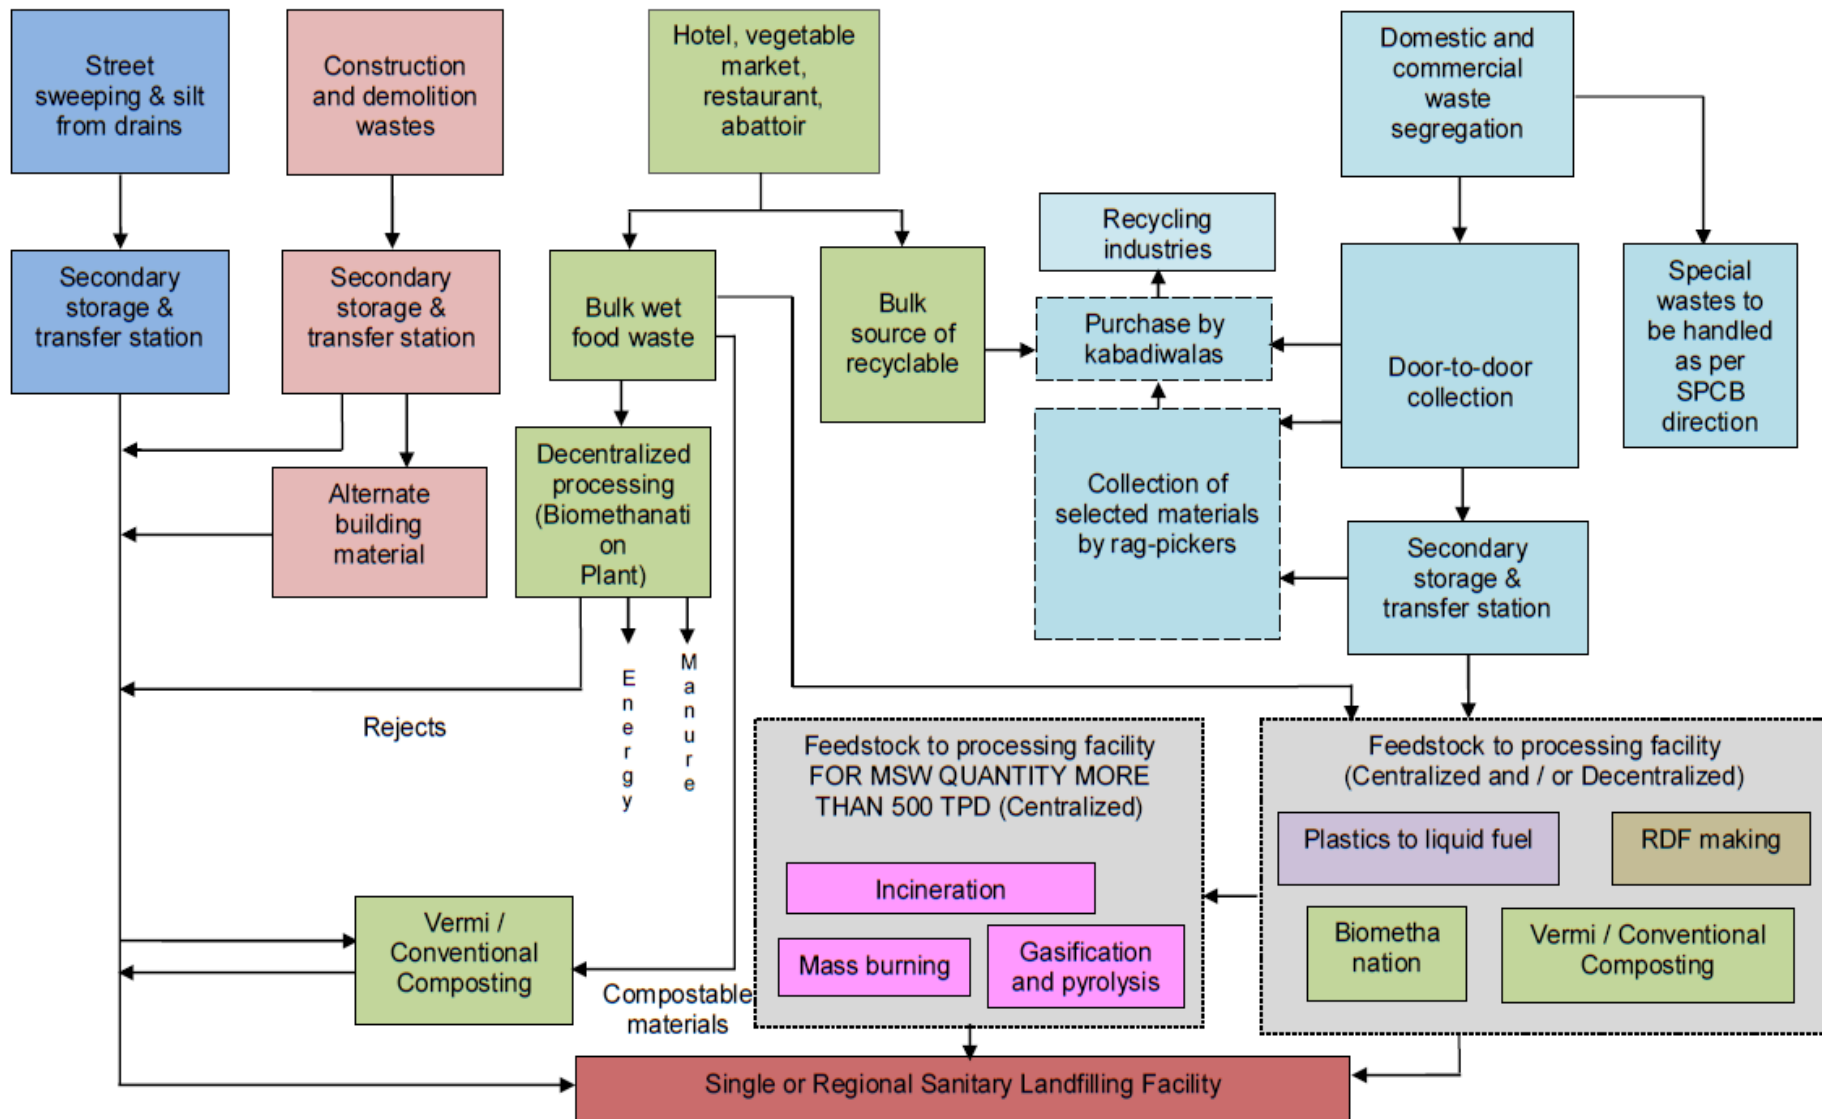 Street
sweeping & silt
from drains
Construction
and demolition
wastes
Hotel, vegetable
market,
restaurant,
abattoir
Domestic and
commercial
waste
segregation
Recycling
industries
Secondary
storage &
transfer station
Secondary
storage &
transfer station
Bulk wet
food waste
Bulk
source of
recyclable
Purchase by
kabadiwalas
Door-to-door
collection
Special
wastes to
be handled
as per
SPCB
direction
Alternate
building
material
Decentralized
processing
(Biomethanati
on
Plant)
Collection of
selected materials
by rag-pickers
Secondary
storage &
transfer station
Rejects
Energy
Manure
Feedstock to processing facility
FOR MSW QUANTITY MORE
THAN 500 TPD (Centralized)
Incineration
Mass burning
Gasification
and pyrolysis
Feedstock to processing facility
(Centralized and / or Decentralized)
Plastics to liquid fuel
RDF making
Biometha
nation
Vermi / Conventional
Composting
Vermi /
Conventional
Composting
Compostable
materials
Single or Regional Sanitary Landfilling Facility